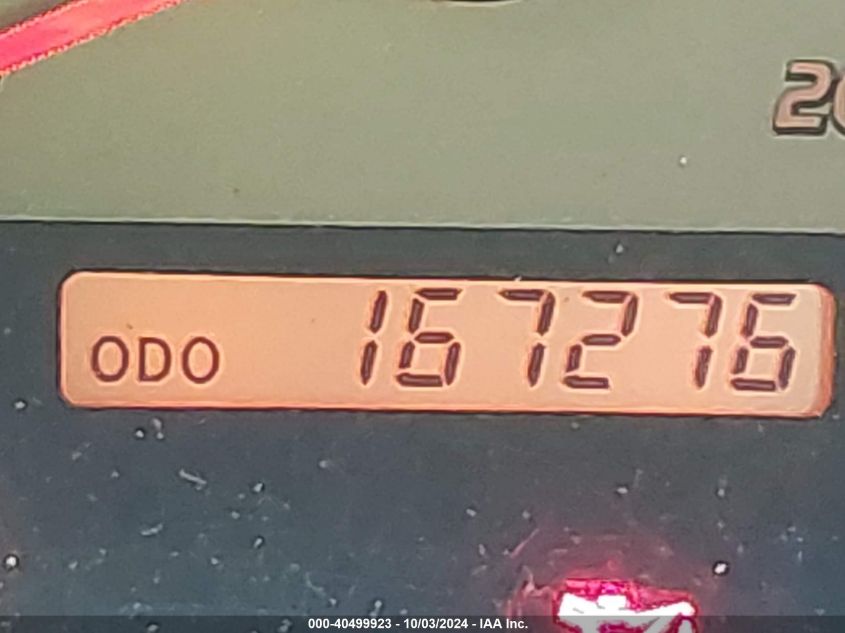 ODO 167276
000-40499923 - 10/03/2024 - IAA Inc.